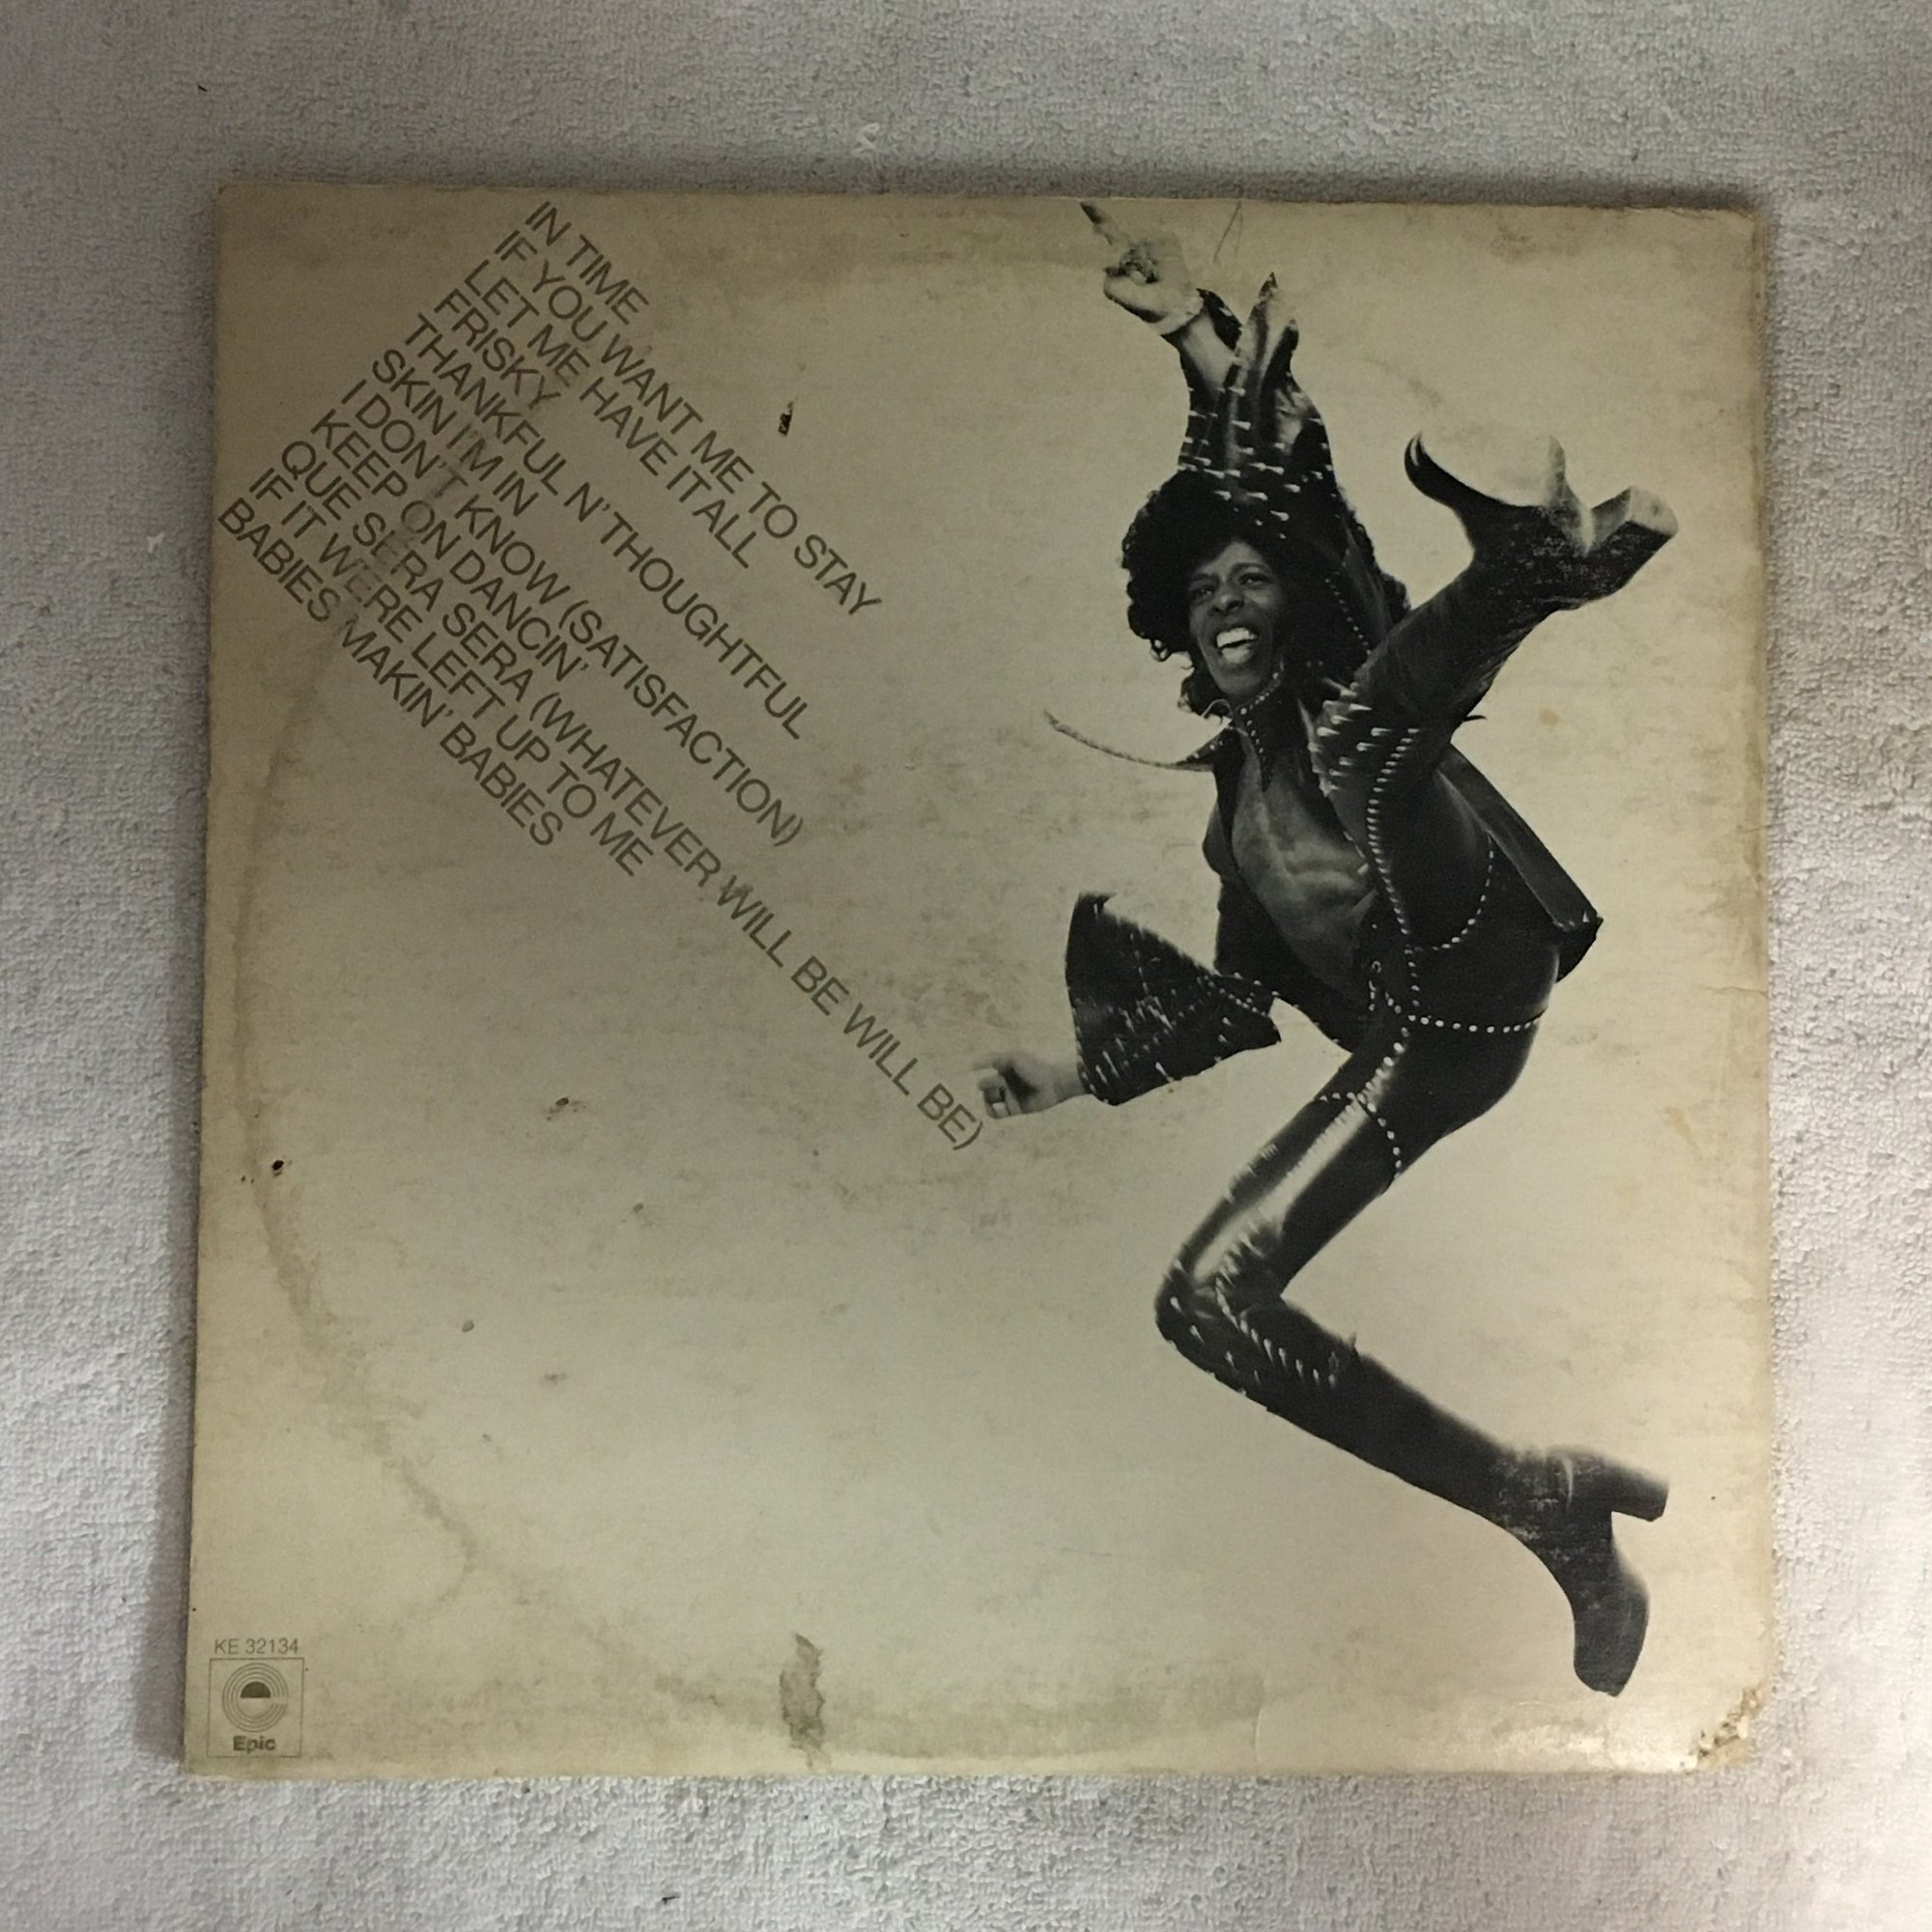 IN TIME
IF YOU WANT ME TO STAY
LET ME HAVE IT ALL
FRISKY
THANKFUL N' THOUGHTFUL
SKIN I'M IN
I DON'T KNOW (SATISFACTION)
KEEP ON DANCIN'
QUE SERA SERA (WHATEVER WILL BE WILL BE)
IF IT WERE LEFT UP TO ME
BABIES MAKIN' BABIES
KE 32134
Epic